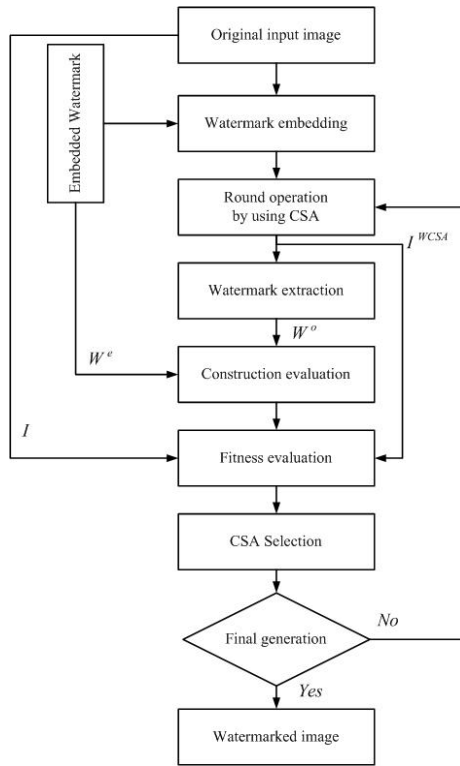 Original input image
Embedded Watermark
Watermark embedding
Round operation
by using CSA
I WCSA
Watermark extraction
W o
W e
Construction evaluation
I
Fitness evaluation
CSA Selection
No
Final generation
Yes
Watermarked image